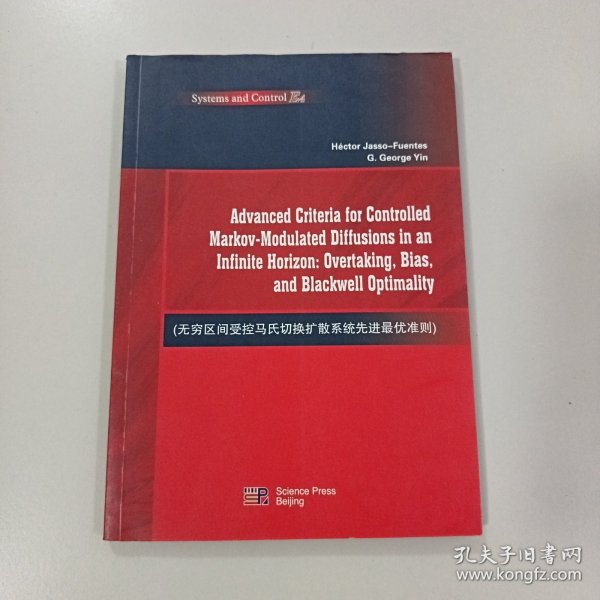 Systems and Control
Héctor Jasso-Fuentes
G. George Yin
Advanced Criteria for Controlled
Markov-Modulated Diffusions in an
Infinite Horizon: Overtaking, Bias,
and Blackwell Optimality
(无穷区间受控马氏切换扩散系统先进最优准则)
Science Press
Beijing
孔夫子旧书网
www.kongfz.com